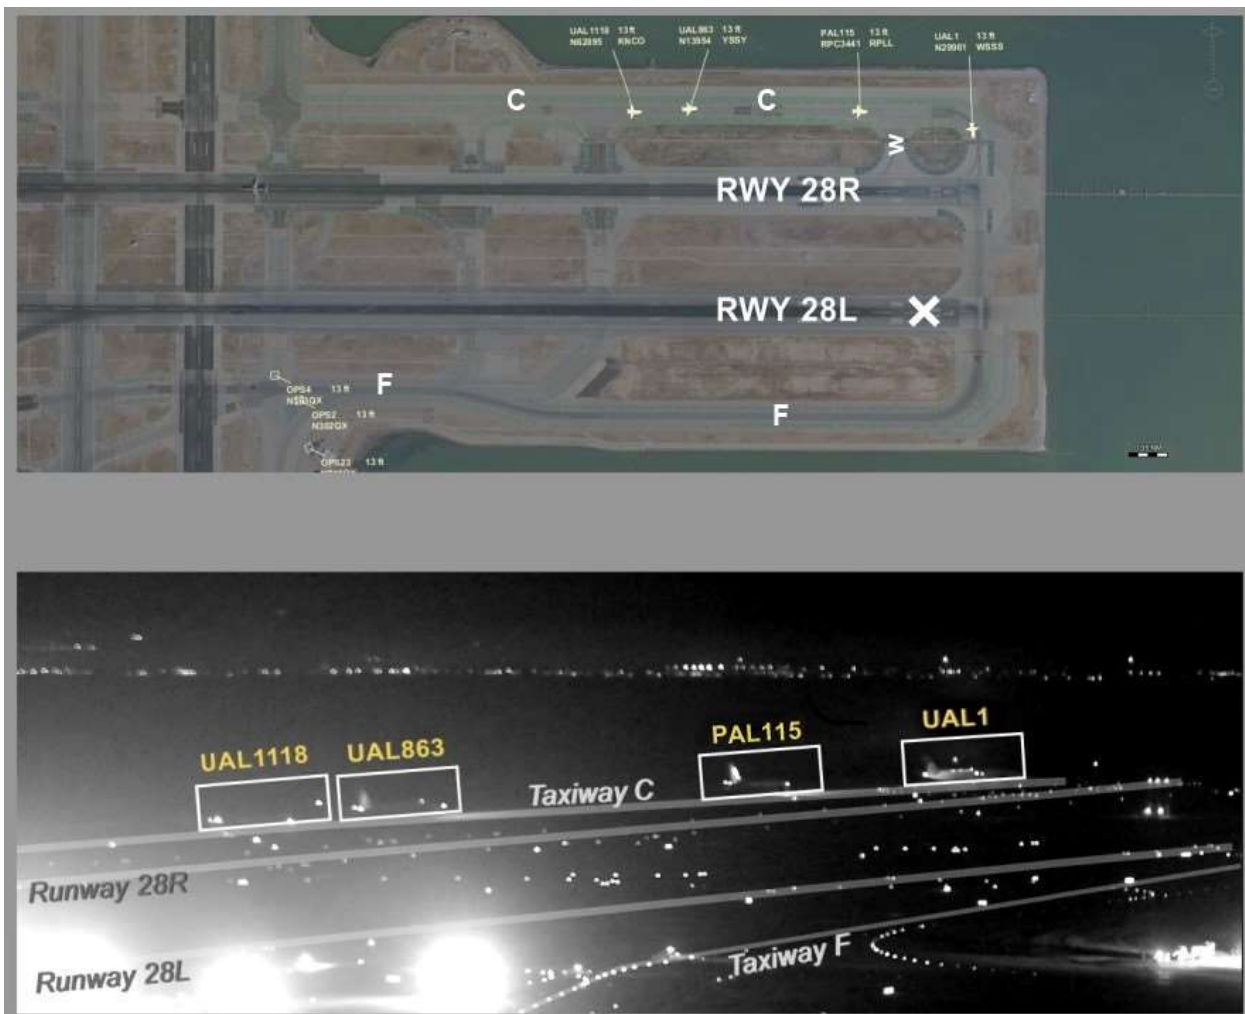 UAL1118 13 ft
N62895 KNCO
UAL863 13 ft
N13954 YSSY
PAL115 13 ft
RPC3441 RPLL
UAL1 13 ft
N29961 WSSS
C
C
W
RWY 28R
RWY 28L
OPS4 13 ft
F
OPS2 13 ft
N302QX
F
OPS23 13 ft
UAL1118
UAL863
PAL115
UAL1
Taxiway C
Runway 28R
Runway 28L
Taxiway F